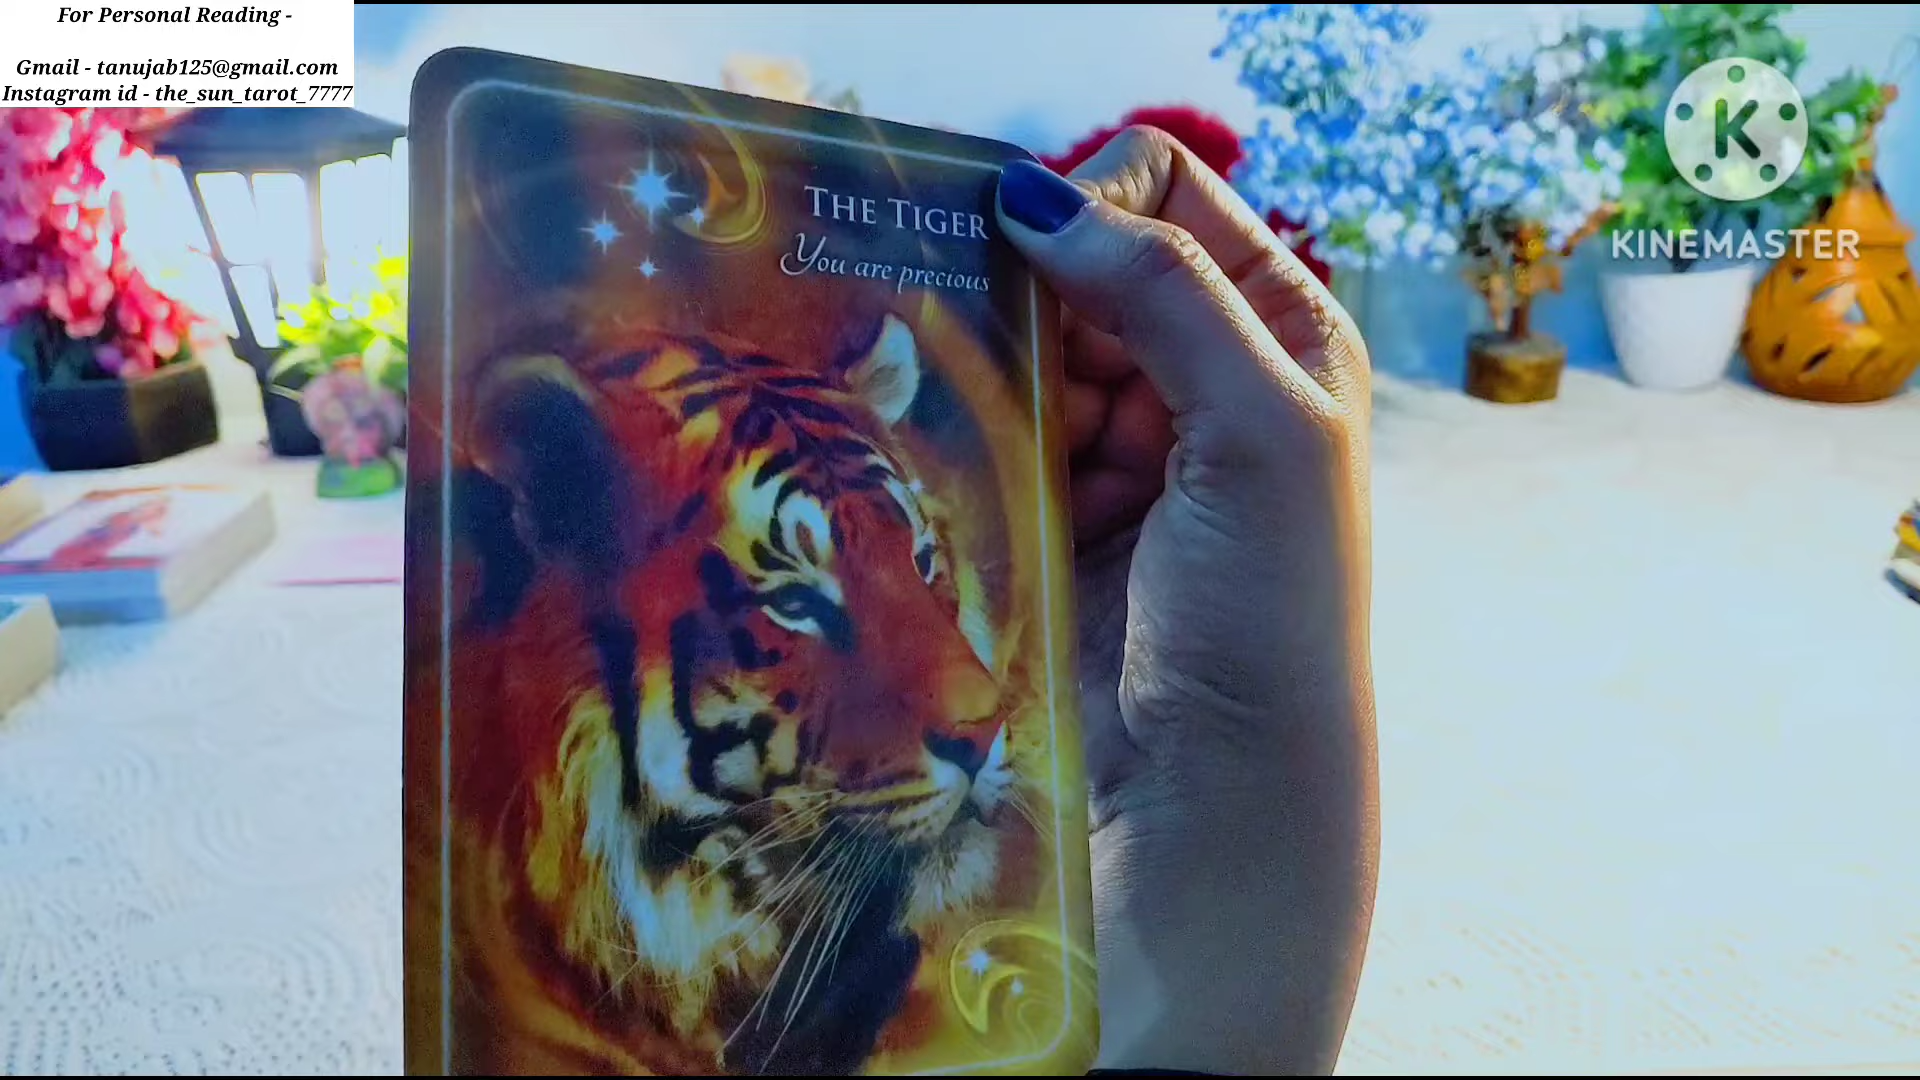 For Personal Reading -
Gmail - tanujab125@gmail.com
Instagram id - the_sun_tarot_7777
THE TIGER
You are precious
K
KINEMASTER